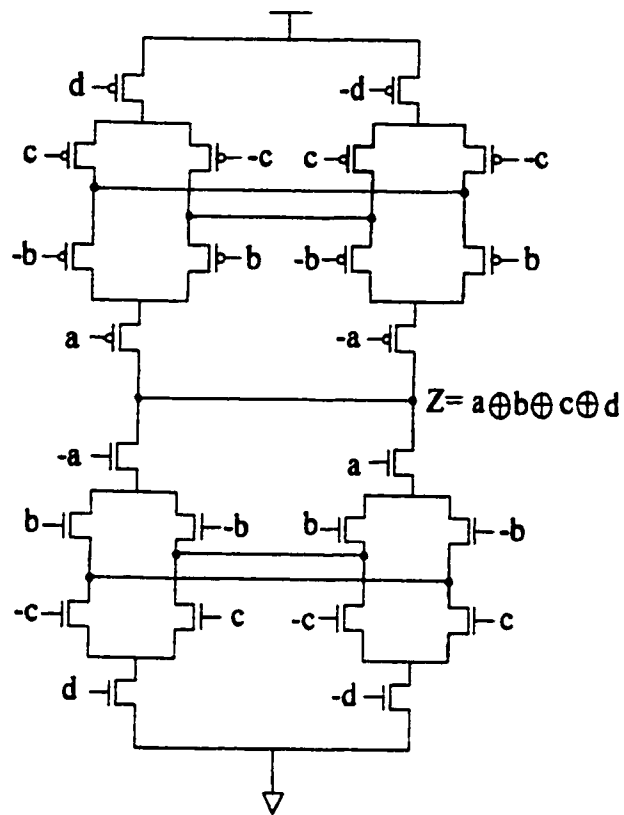 d -d
c -c c -c
-b b -b b
a -a
Z= a⊕b⊕c⊕d
-a a
b -b b -b
-c c -c c
d -d